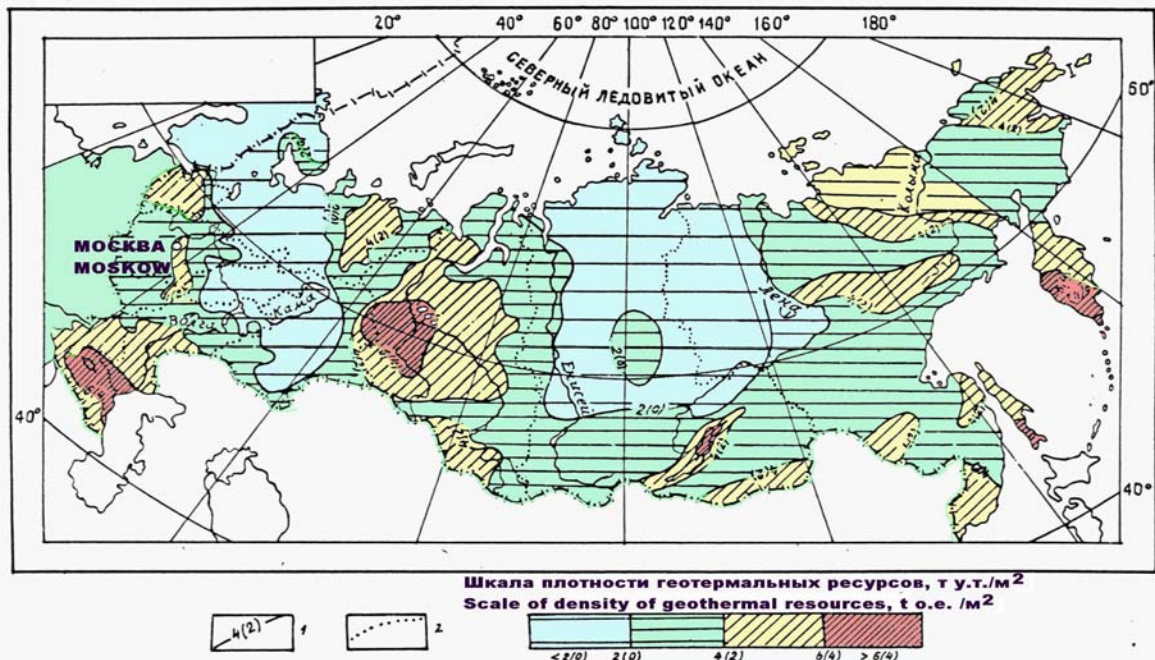 20° 40° 60° 80° 100° 120° 140° 160° 180°
СЕВЕРНЫЙ ЛЕДОВИТЫЙ ОКЕАН
60°
4(2)
Колыма
МОСКВА
MOSKOW
4(2)
Кама
Волга
Лена
2(0)
Енисей
2(0)
40°
40°
Шкала плотности геотермальных ресурсов, т у.т./м²
Scale of density of geothermal resources, t o.e. /м²
4(2) 1
2
<2(0) 2(0) 4(2) 6(4) >6(4)